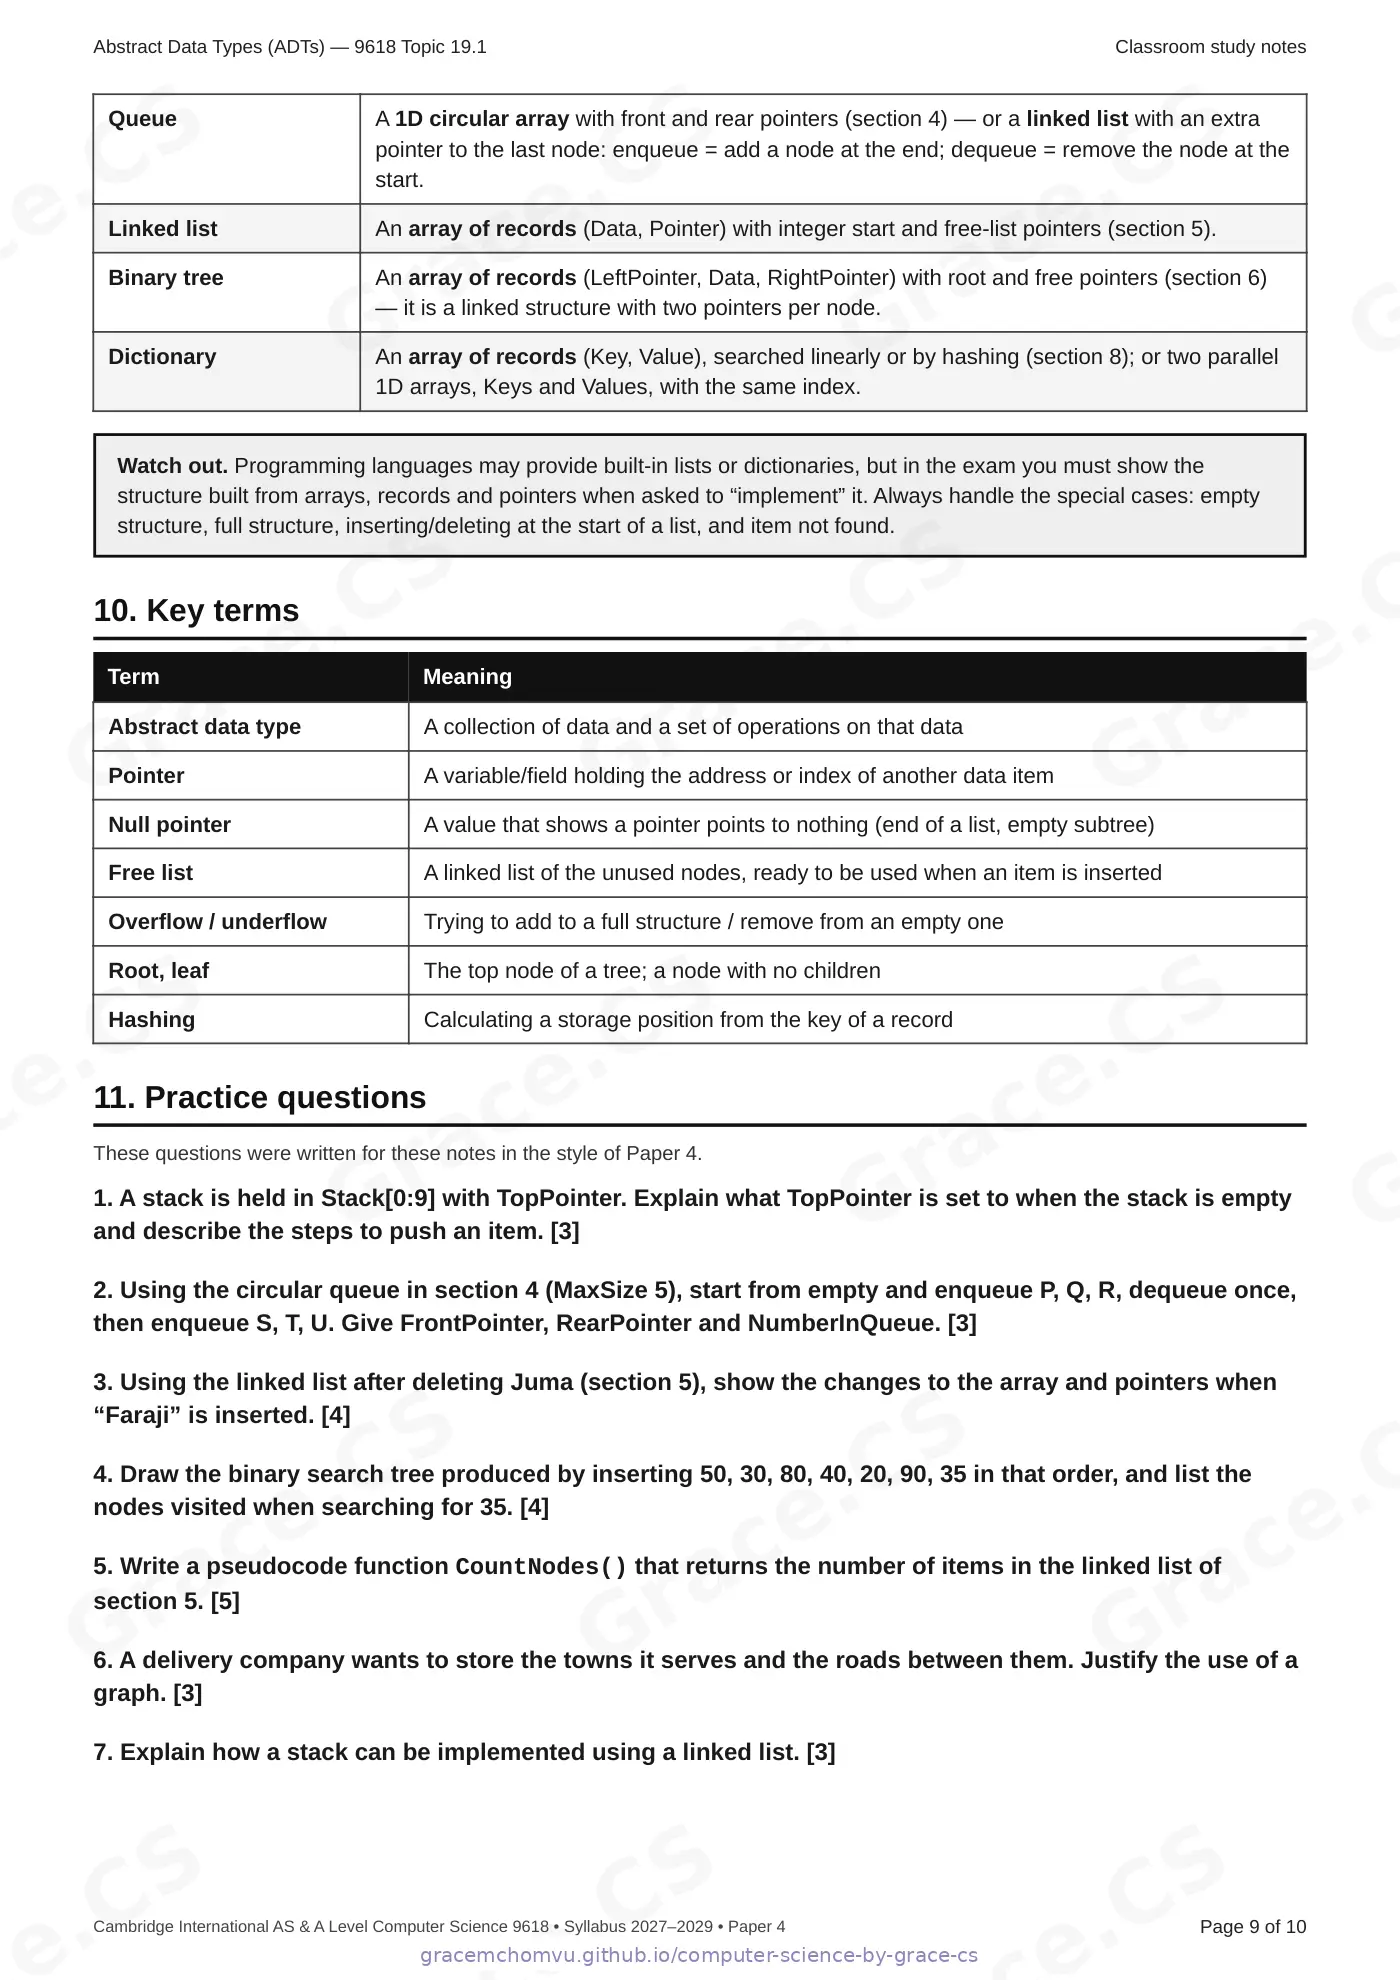 Abstract Data Types (ADTs) — 9618 Topic 19.1
Classroom study notes
Queue
A 1D circular array with front and rear pointers (section 4) — or a linked list with an extra
pointer to the last node: enqueue = add a node at the end; dequeue = remove the node at the
start.
Linked list
An array of records (Data, Pointer) with integer start and free-list pointers (section 5).
Binary tree
An array of records (LeftPointer, Data, RightPointer) with root and free pointers (section 6)
— it is a linked structure with two pointers per node.
Dictionary
An array of records (Key, Value), searched linearly or by hashing (section 8); or two parallel
1D arrays, Keys and Values, with the same index.
Watch out. Programming languages may provide built-in lists or dictionaries, but in the exam you must show the
structure built from arrays, records and pointers when asked to “implement” it. Always handle the special cases: empty
structure, full structure, inserting/deleting at the start of a list, and item not found.
10. Key terms
Term
Meaning
Abstract data type
A collection of data and a set of operations on that data
Pointer
A variable/field holding the address or index of another data item
Null pointer
A value that shows a pointer points to nothing (end of a list, empty subtree)
Free list
A linked list of the unused nodes, ready to be used when an item is inserted
Overflow / underflow
Trying to add to a full structure / remove from an empty one
Root, leaf
The top node of a tree; a node with no children
Hashing
Calculating a storage position from the key of a record
11. Practice questions
These questions were written for these notes in the style of Paper 4.
1. A stack is held in Stack[0:9] with TopPointer. Explain what TopPointer is set to when the stack is empty
and describe the steps to push an item. [3]
2. Using the circular queue in section 4 (MaxSize 5), start from empty and enqueue P, Q, R, dequeue once,
then enqueue S, T, U. Give FrontPointer, RearPointer and NumberInQueue. [3]
3. Using the linked list after deleting Juma (section 5), show the changes to the array and pointers when
“Faraji” is inserted. [4]
4. Draw the binary search tree produced by inserting 50, 30, 80, 40, 20, 90, 35 in that order, and list the
nodes visited when searching for 35. [4]
5. Write a pseudocode function CountNodes() that returns the number of items in the linked list of
section 5. [5]
6. A delivery company wants to store the towns it serves and the roads between them. Justify the use of a
graph. [3]
7. Explain how a stack can be implemented using a linked list. [3]
Cambridge International AS & A Level Computer Science 9618 • Syllabus 2027–2029 • Paper 4
Page 9 of 10
gracemchomvu.github.io/computer-science-by-grace-cs
Grace.CS